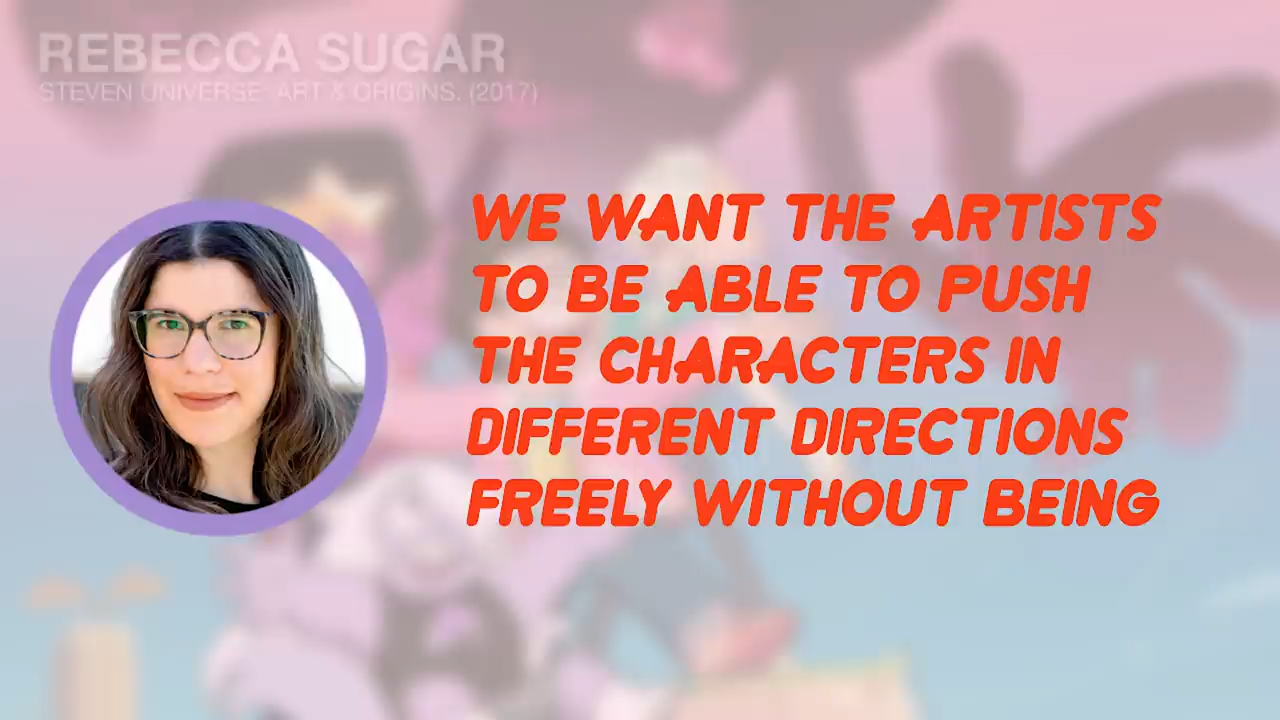 REBECCA SUGAR
STEVEN UNIVERSE: ART & ORIGINS. (2017)
WE WANT THE ARTISTS
TO BE ABLE TO PUSH
THE CHARACTERS IN
DIFFERENT DIRECTIONS
FREELY WITHOUT BEING